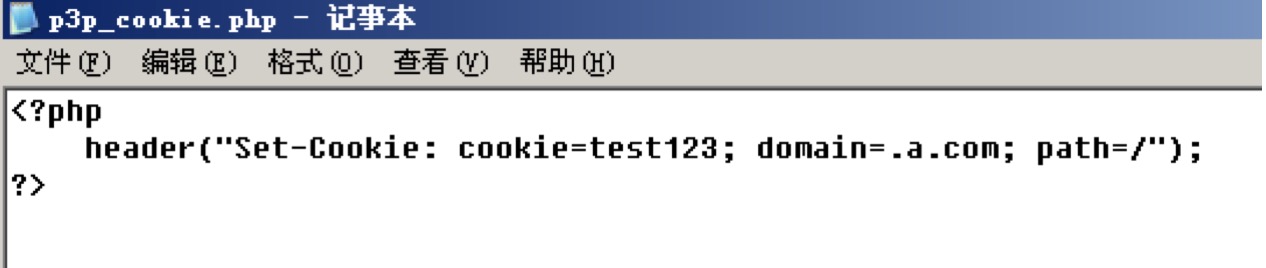 p3p_cookie.php - 记事本
文件(F) 编辑(E) 格式(O) 查看(V) 帮助(H)
<?php
header("Set-Cookie: cookie=test123; domain=.a.com; path=/");
?>